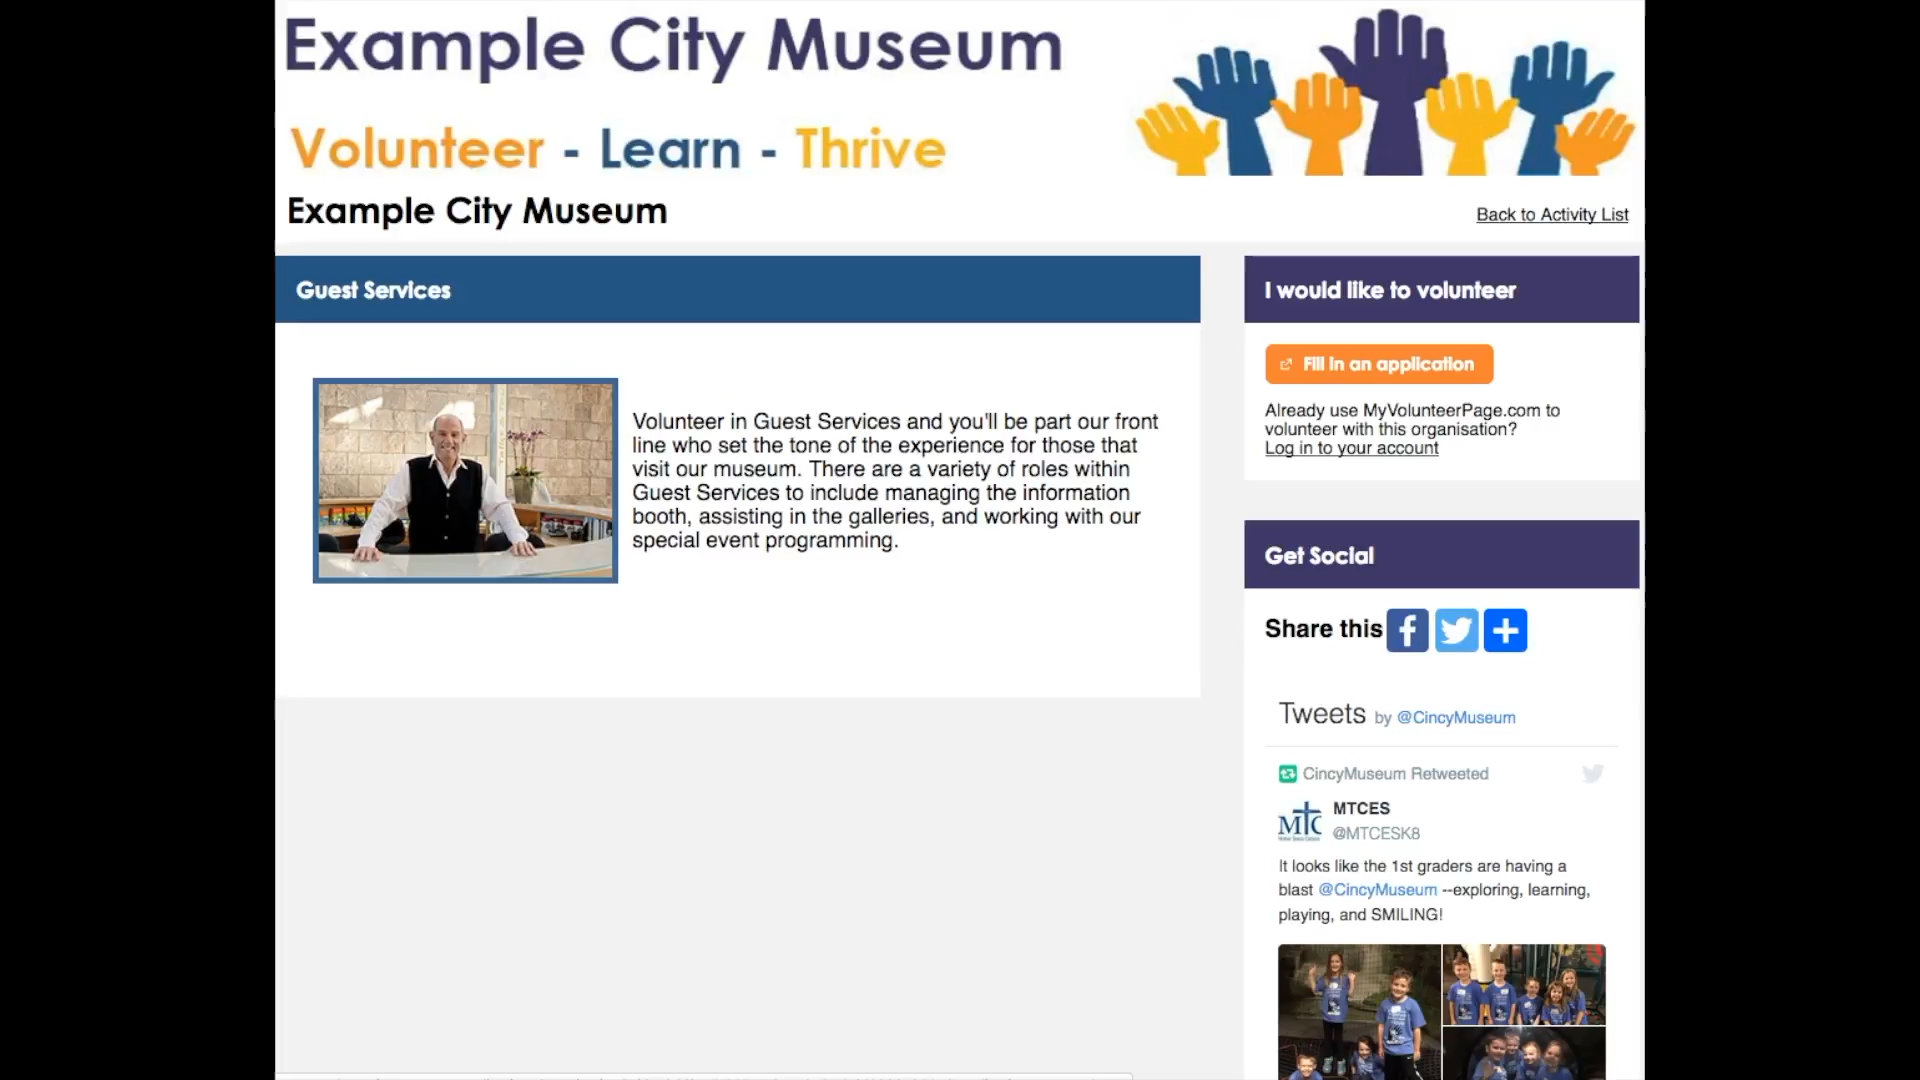 Example City Museum
Volunteer - Learn - Thrive
Example City Museum
Back to Activity List
Guest Services
Volunteer in Guest Services and you'll be part our front
line who set the tone of the experience for those that
visit our museum. There are a variety of roles within
Guest Services to include managing the information
booth, assisting in the galleries, and working with our
special event programming.
I would like to volunteer
Fill in an application
Already use MyVolunteerPage.com to
volunteer with this organisation?
Log in to your account
Get Social
Share this
Tweets by @CincyMuseum
CincyMuseum Retweeted
MTC
MTCES
@MTCESK8
It looks like the 1st graders are having a
blast @CincyMuseum --exploring, learning,
playing, and SMILING!